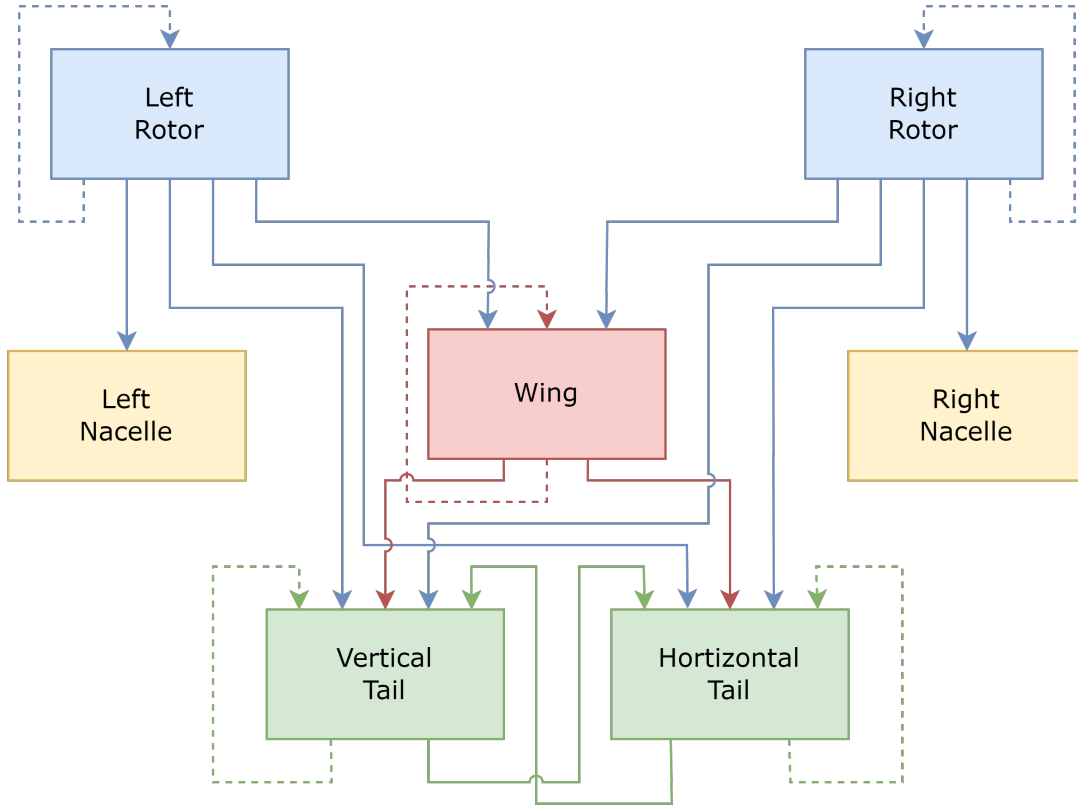 Left
Rotor
Right
Rotor
Left
Nacelle
Wing
Right
Nacelle
Vertical
Tail
Hortizontal
Tail